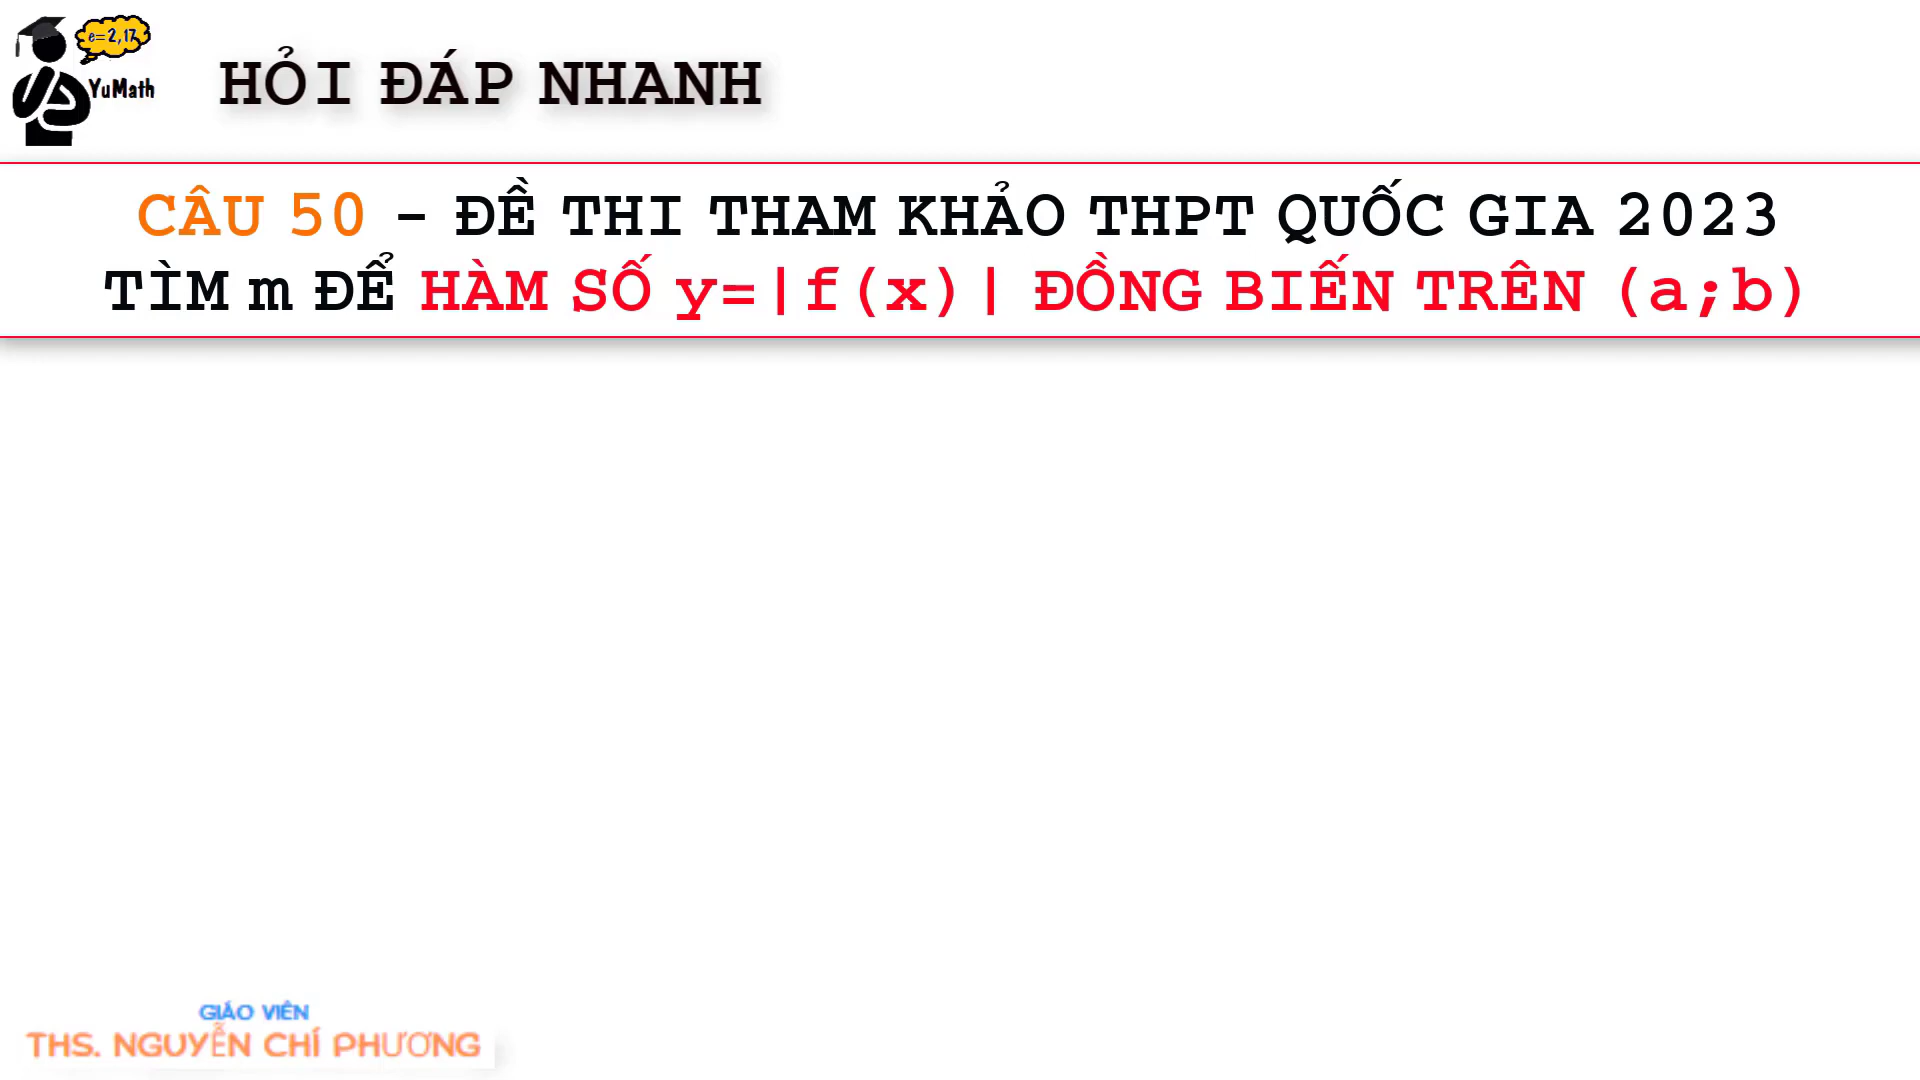 e=2,17
YuMath
HỎI ĐÁP NHANH
CÂU 50 - ĐỀ THI THAM KHẢO THPT QUỐC GIA 2023
TÌM m ĐỂ HÀM SỐ y=|f(x)| ĐỒNG BIẾN TRÊN (a;b)
GIÁO VIÊN
THS. NGUYỄN CHÍ PHƯƠNG